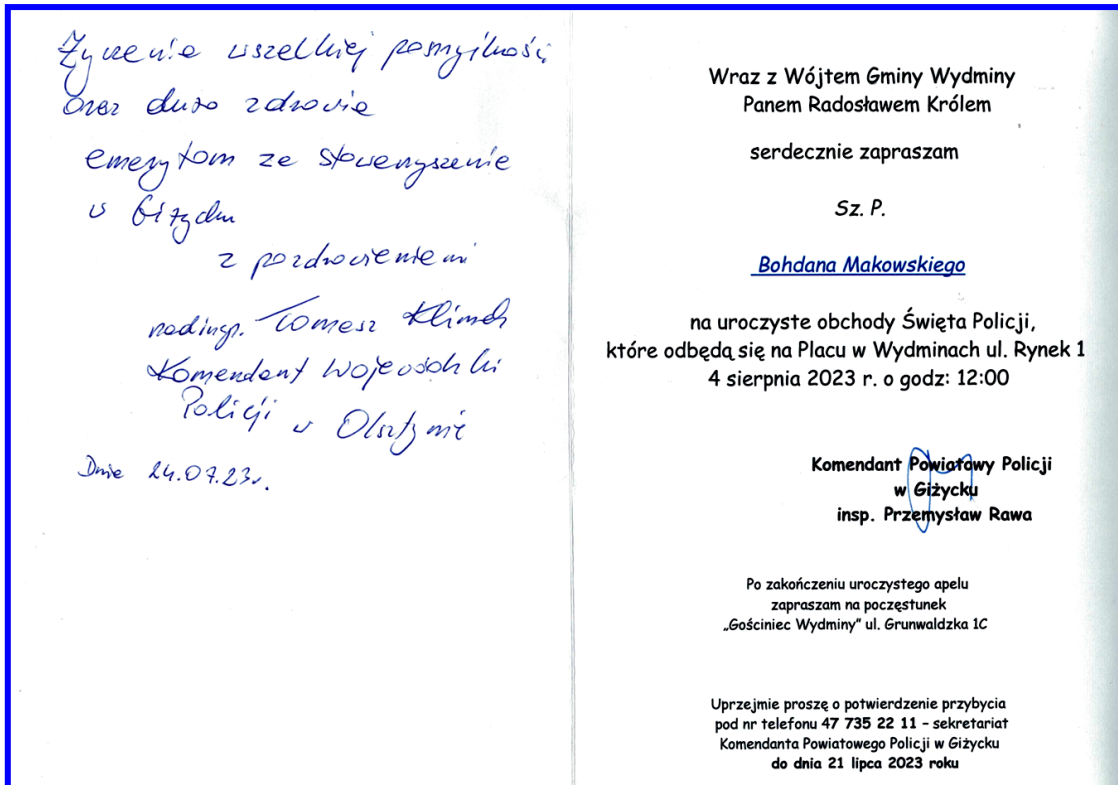 Życzenia wszelkiej pomyślności
oraz dużo zdrowia
emerytom ze stowarzyszenie
w Giżycku
z pozdrowieniami
nadinsp. Tomasz Klimek
Komendant Wojewódzki
Policji w Olsztynie
Dnia 24.07.23r.
Wraz z Wójtem Gminy Wydminy
Panem Radosławem Królem
serdecznie zapraszam
Sz. P.
Bohdana Makowskiego
na uroczyste obchody Święta Policji,
które odbędą się na Placu w Wydminach ul. Rynek 1
4 sierpnia 2023 r. o godz: 12:00
Komendant Powiatowy Policji
w Giżycku
insp. Przemysław Rawa
Po zakończeniu uroczystego apelu
zapraszam na poczęstunek
„Gościniec Wydminy” ul. Grunwaldzka 1C
Uprzejmie proszę o potwierdzenie przybycia
pod nr telefonu 47 735 22 11 – sekretariat
Komendanta Powiatowego Policji w Giżycku
do dnia 21 lipca 2023 roku